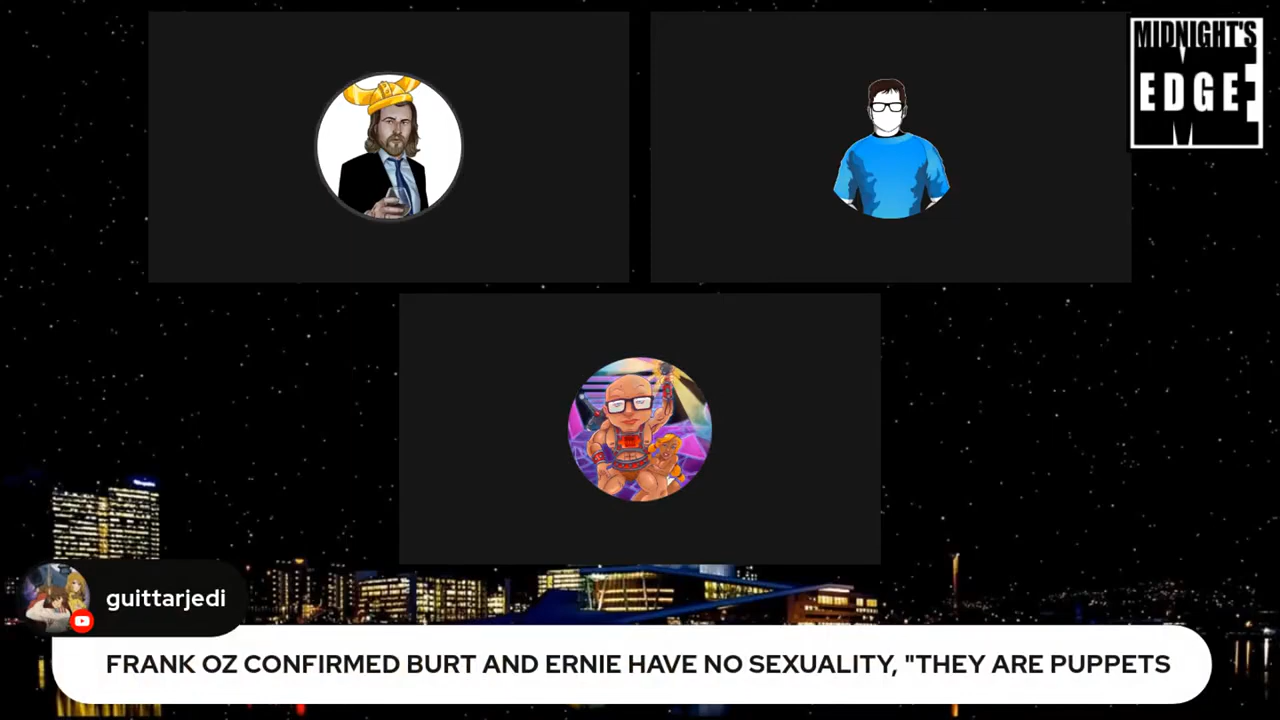 MIDNIGHT'S
EDGE
guittarjedi
FRANK OZ CONFIRMED BURT AND ERNIE HAVE NO SEXUALITY, "THEY ARE PUPPETS